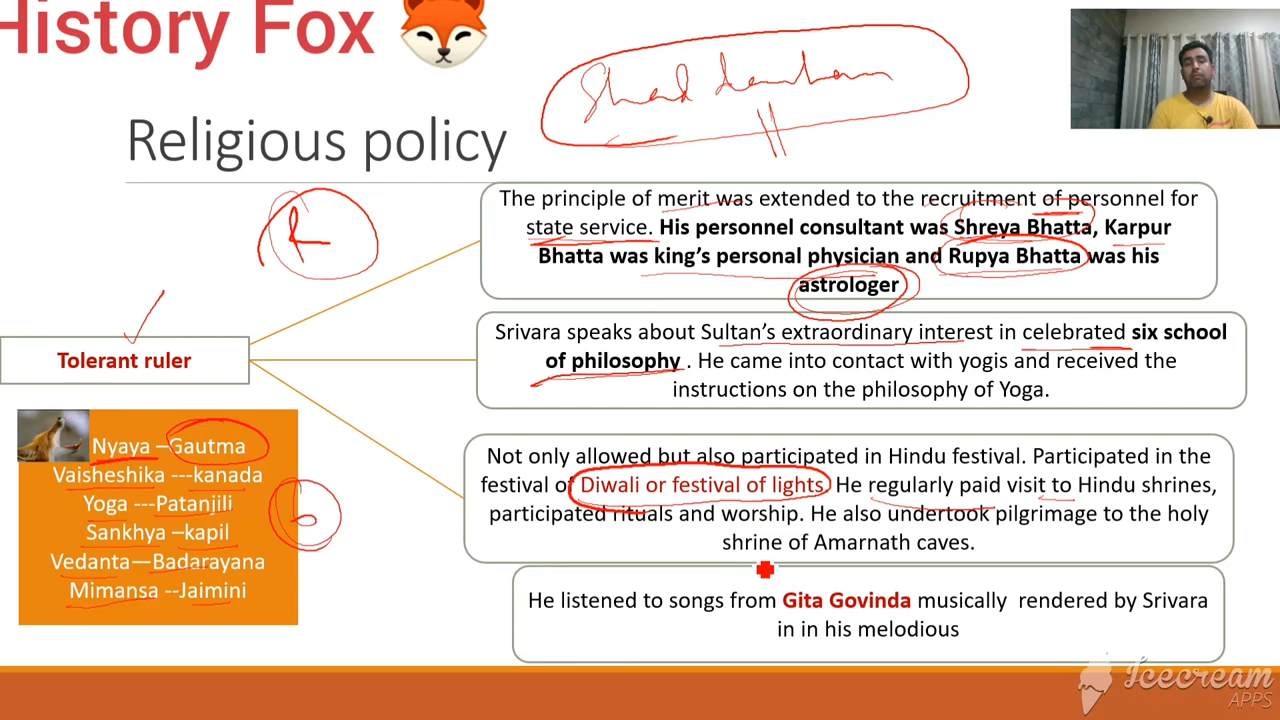 History Fox
Shad darshan
Religious policy
R
The principle of merit was extended to the recruitment of personnel for
state service. His personnel consultant was Shreya Bhatta, Karpur
Bhatta was king's personal physician and Rupya Bhatta was his
astrologer
Tolerant ruler
Srivara speaks about Sultan's extraordinary interest in celebrated six school
of philosophy . He came into contact with yogis and received the
instructions on the philosophy of Yoga.
Nyaya –Gautma
Vaisheshika ---kanada
Yoga ---Patanjili
Sankhya –kapil
Vedanta—Badarayana
Mimansa --Jaimini
6
Not only allowed but also participated in Hindu festival. Participated in the
festival of Diwali or festival of lights. He regularly paid visit to Hindu shrines,
participated rituals and worship. He also undertook pilgrimage to the holy
shrine of Amarnath caves.
He listened to songs from Gita Govinda musically rendered by Srivara
in in his melodious
Icecream
APPS